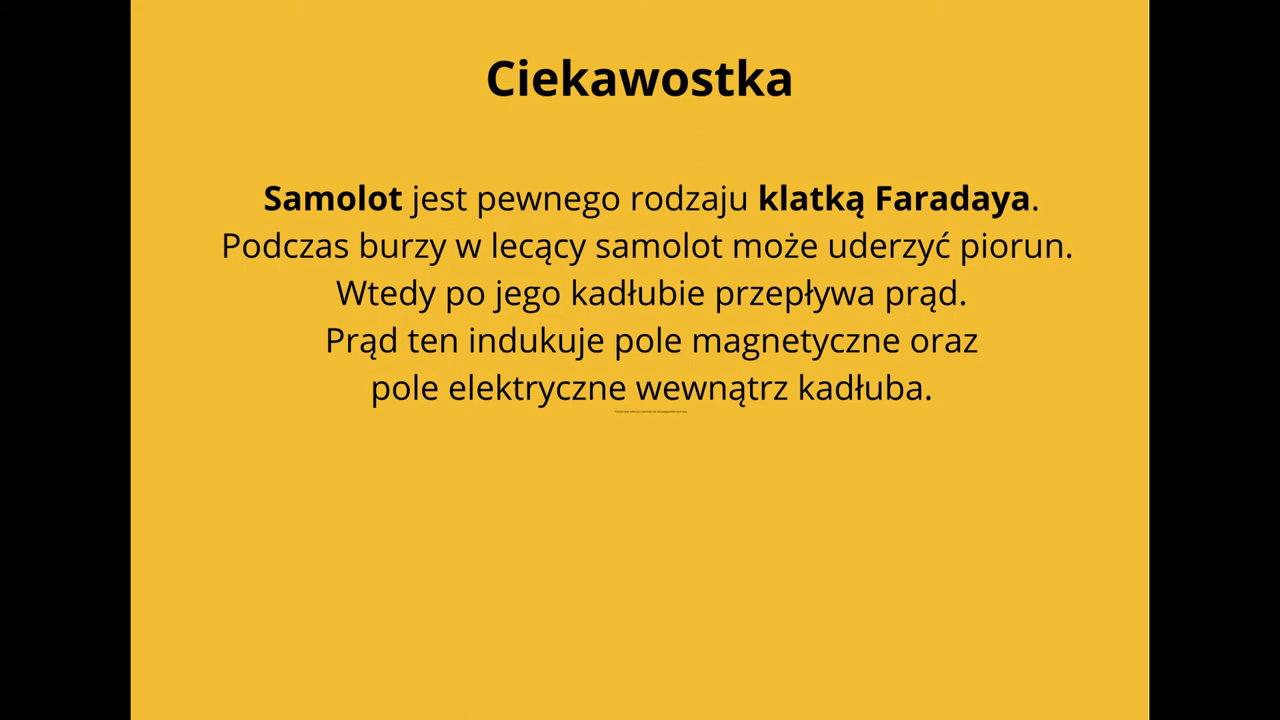 Ciekawostka
Samolot jest pewnego rodzaju klatką Faradaya.
Podczas burzy w lecący samolot może uderzyć piorun.
Wtedy po jego kadłubie przepływa prąd.
Prąd ten indukuje pole magnetyczne oraz
pole elektryczne wewnątrz kadłuba.